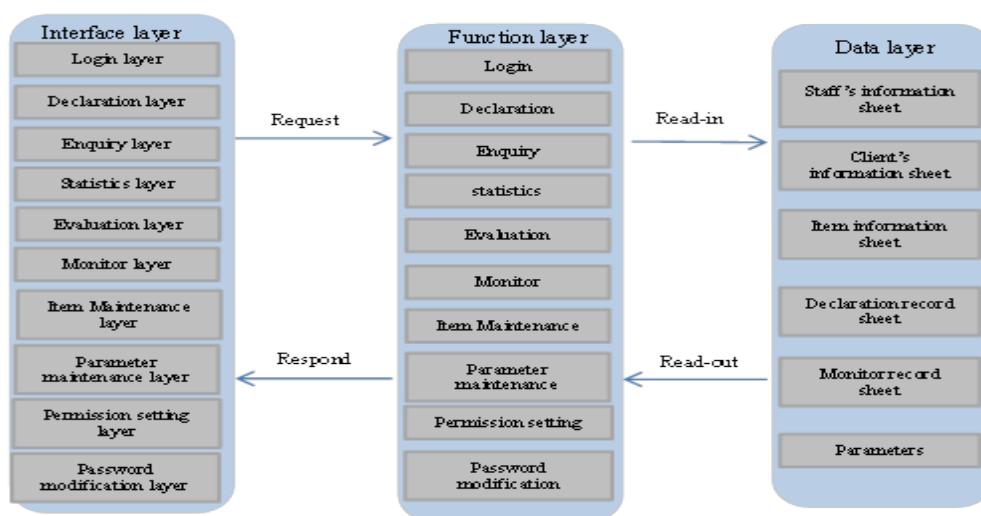 Interface layer
Login layer
Declaration layer
Enquiry layer
Statistics layer
Evaluation layer
Monitor layer
Item Maintenance
layer
Parameter
maintenance layer
Permission setting
layer
Password
modification layer
Request
Respond
Function layer
Login
Declaration
Enquiry
statistics
Evaluation
Monitor
Item Maintenance
Parameter
maintenance
Permission setting
Password
modification
Read-in
Read-out
Data layer
Staff's information
sheet
Client's
information sheet
Item information
sheet
Declaration record
sheet
Monitor record
sheet
Parameters